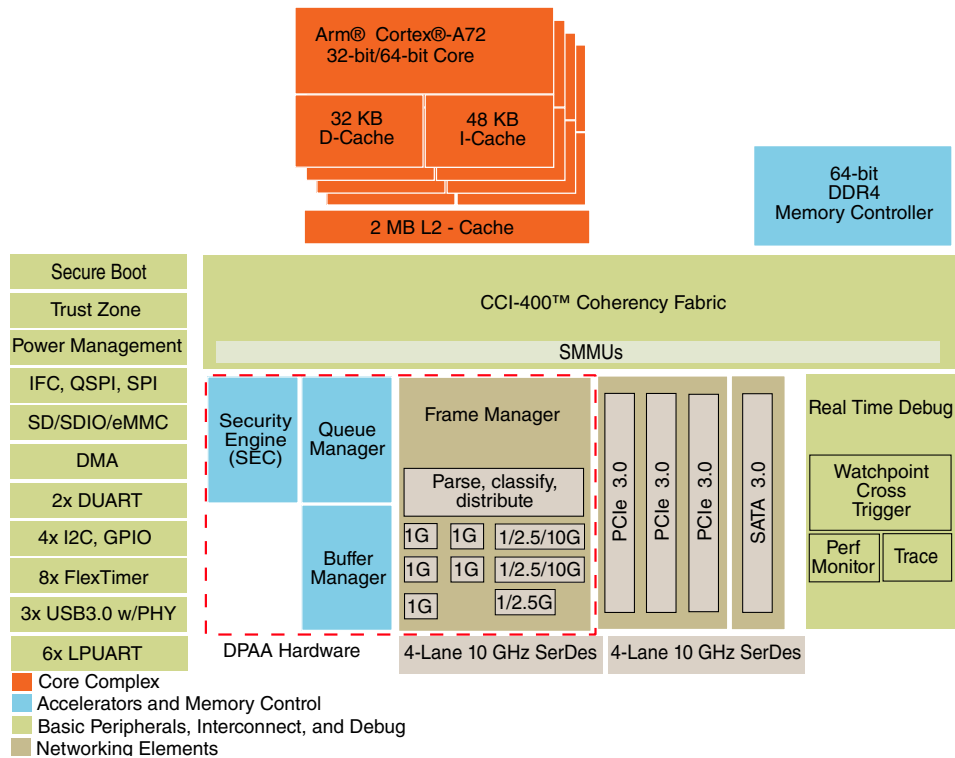 Arm® Cortex®-A72
32-bit/64-bit Core
32 KB
D-Cache
48 KB
I-Cache
2 MB L2 - Cache
64-bit
DDR4
Memory Controller
Secure Boot
Trust Zone
Power Management
IFC, QSPI, SPI
SD/SDIO/eMMC
DMA
2x DUART
4x I2C, GPIO
8x FlexTimer
3x USB3.0 w/PHY
6x LPUART
CCI-400™ Coherency Fabric
SMMUs
Security
Engine
(SEC)
Queue
Manager
Buffer
Manager
DPAA Hardware
Frame Manager
Parse, classify,
distribute
1G
1G
1/2.5/10G
1G
1G
1/2.5/10G
1G
1/2.5G
PCIe 3.0
PCIe 3.0
PCIe 3.0
SATA 3.0
4-Lane 10 GHz SerDes
4-Lane 10 GHz SerDes
Real Time Debug
Watchpoint
Cross
Trigger
Perf
Monitor
Trace
Core Complex
Accelerators and Memory Control
Basic Peripherals, Interconnect, and Debug
Networking Elements